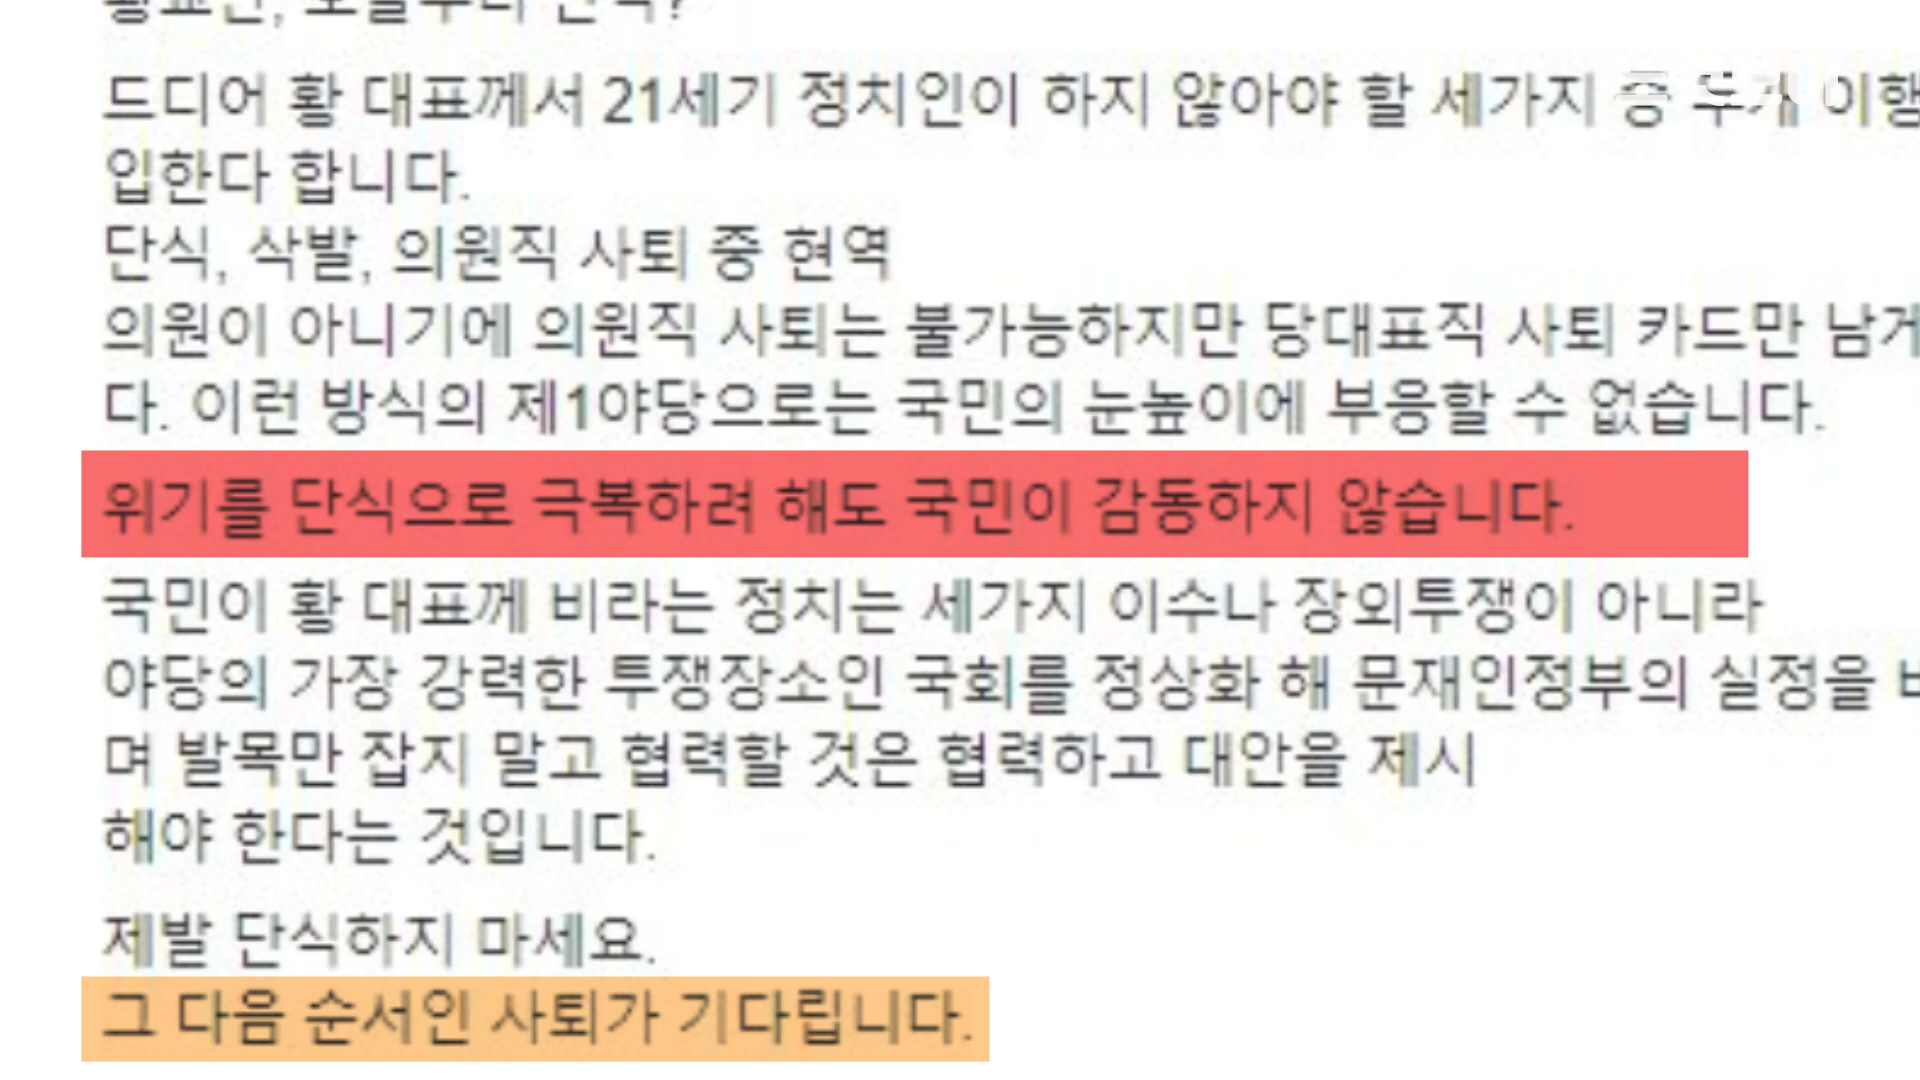 드디어 황 대표께서 21세기 정치인이 하지 않아야 할 세가지 중 두개 이행
입한다 합니다.
단식, 삭발, 의원직 사퇴 중 현역
의원이 아니기에 의원직 사퇴는 불가능하지만 당대표직 사퇴 카드만 남게
다. 이런 방식의 제1야당으로는 국민의 눈높이에 부응할 수 없습니다.
위기를 단식으로 극복하려 해도 국민이 감동하지 않습니다.
국민이 황 대표께 비라는 정치는 세가지 이수나 장외투쟁이 아니라
야당의 가장 강력한 투쟁장소인 국회를 정상화 해 문재인정부의 실정을
며 발목만 잡지 말고 협력할 것은 협력하고 대안을 제시
해야 한다는 것입니다.
제발 단식하지 마세요.
그 다음 순서인 사퇴가 기다립니다.